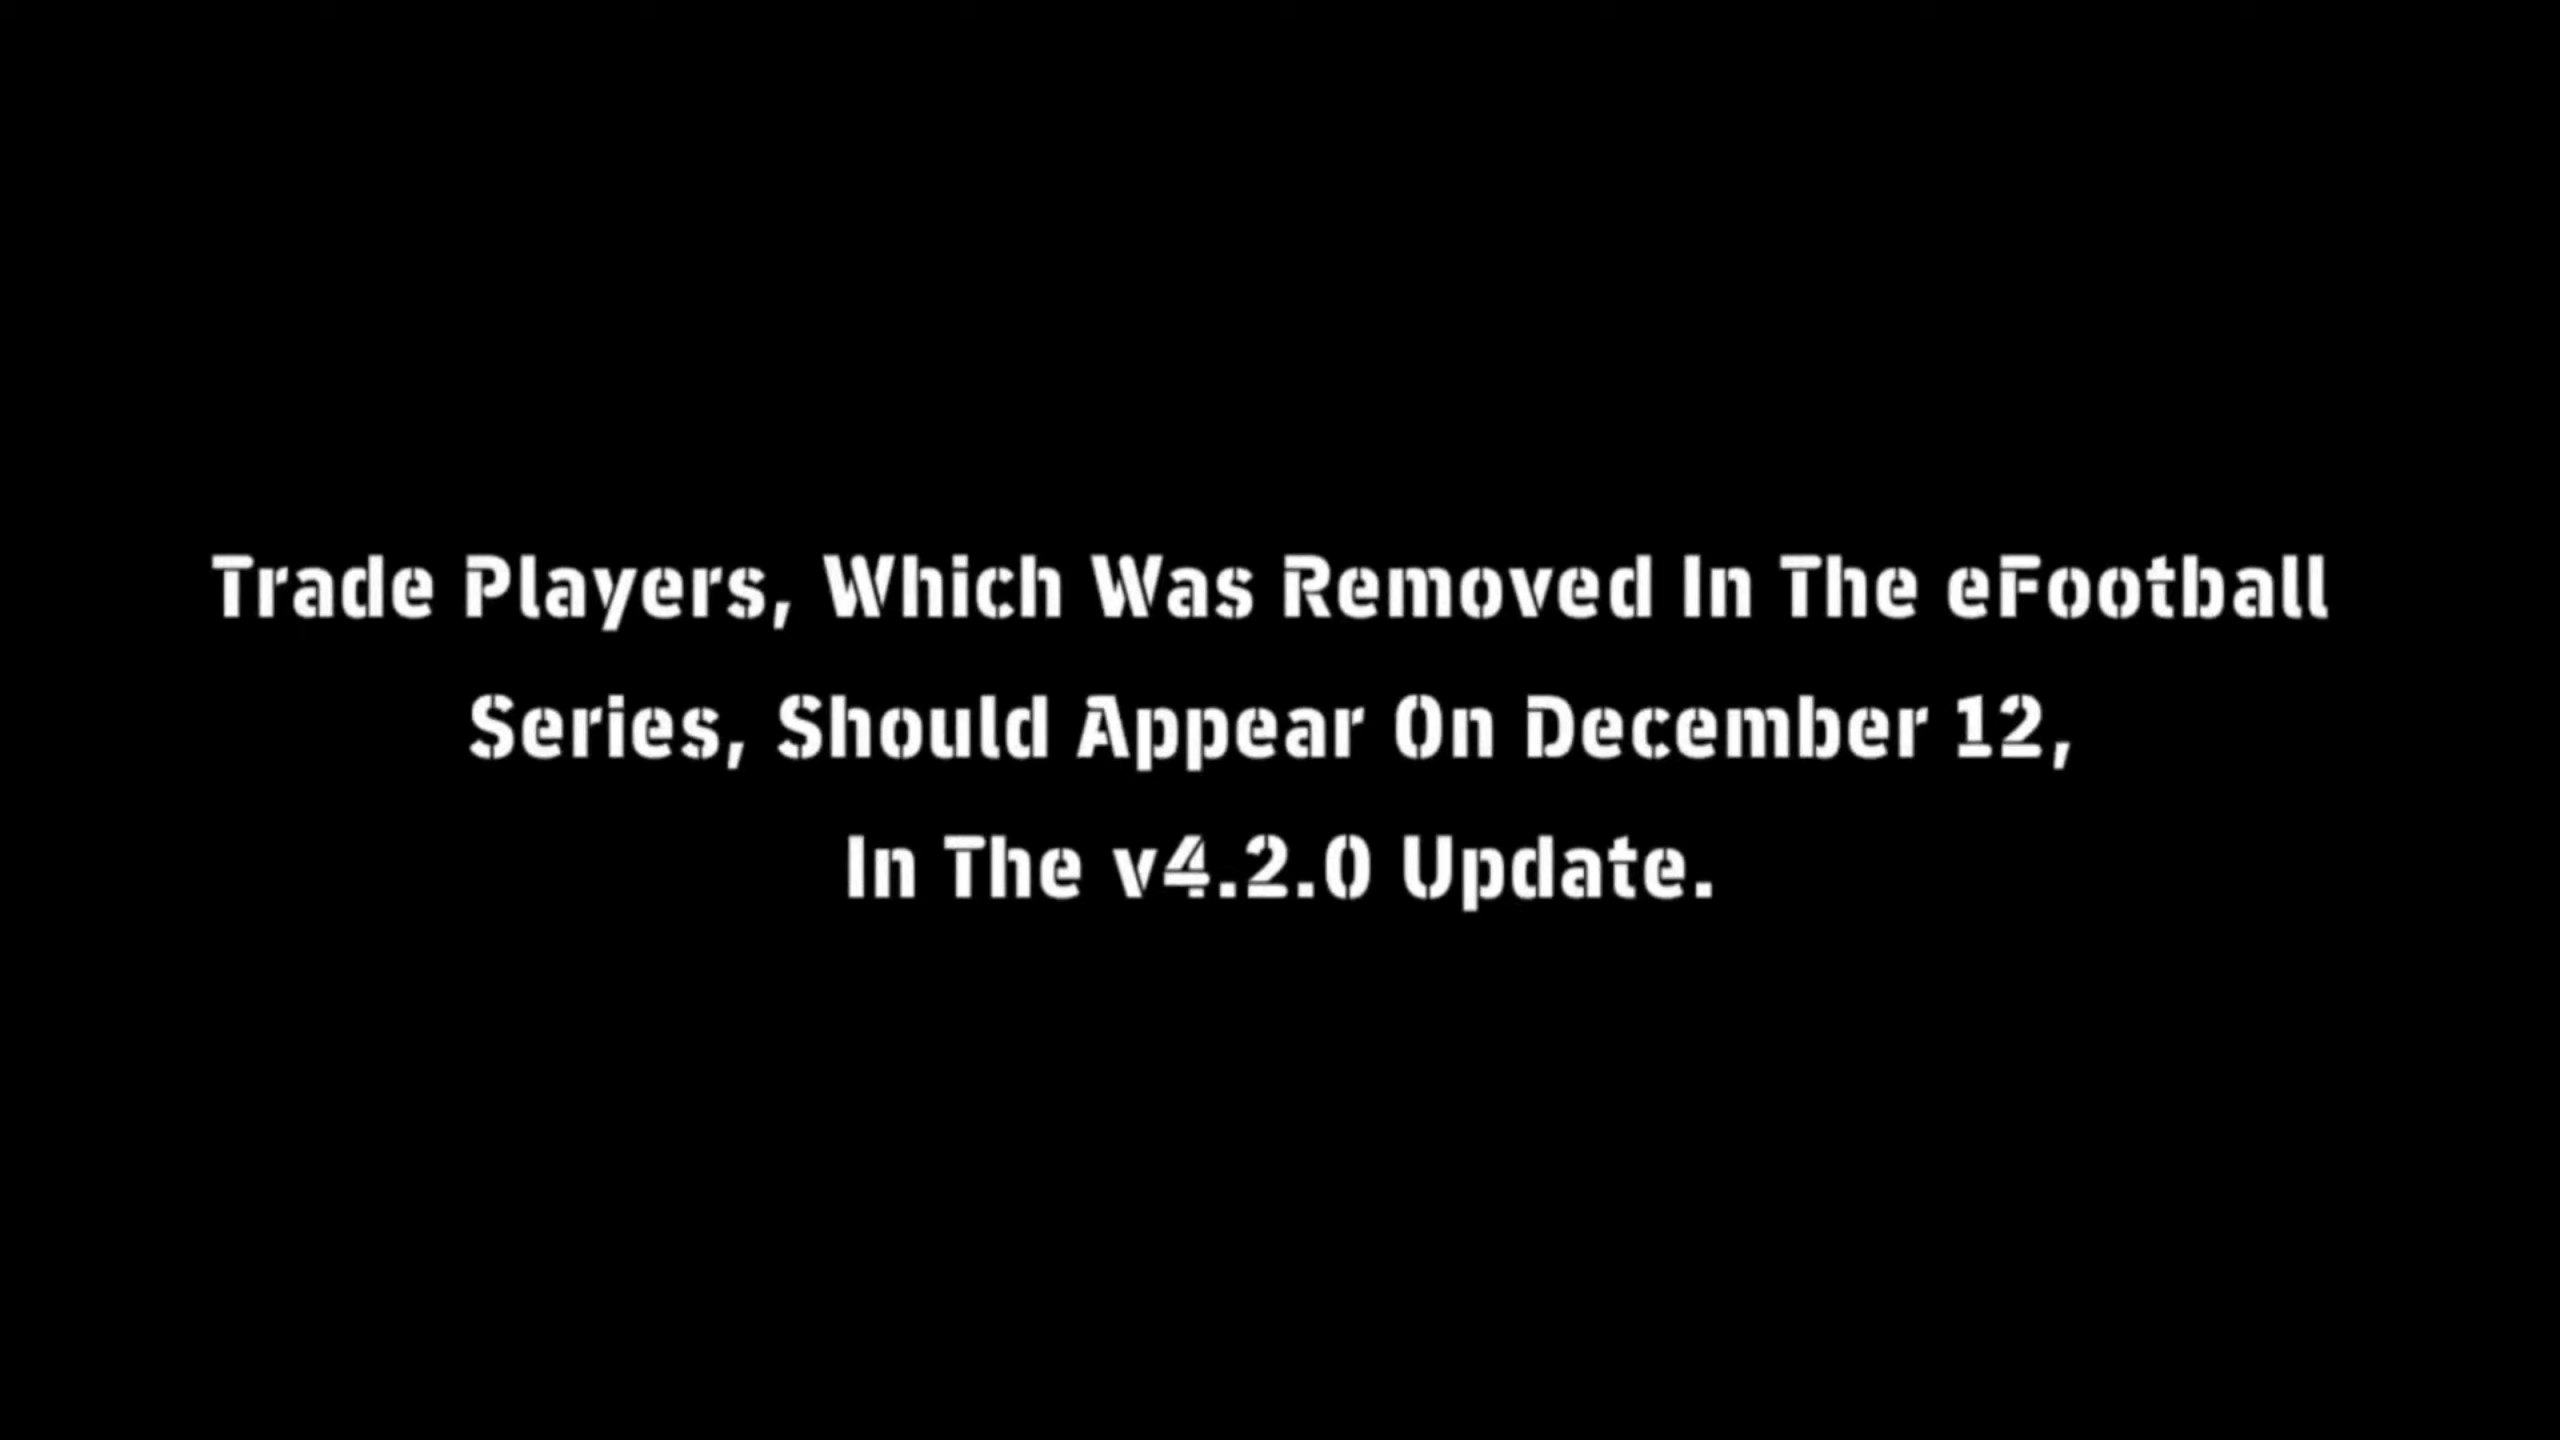 Trade Players, Which Was Removed In The eFootball
Series, Should Appear On December 12,
In The v4.2.0 Update.